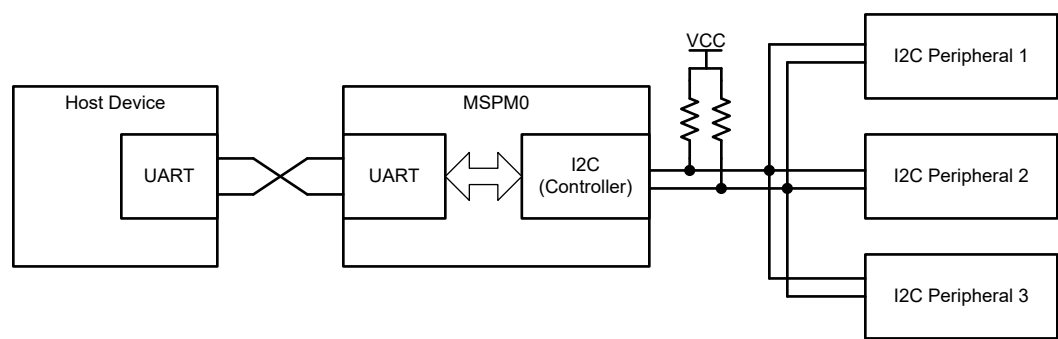 Host Device
UART
MSPM0
UART
I2C
(Controller)
VCC
I2C Peripheral 1
I2C Peripheral 2
I2C Peripheral 3